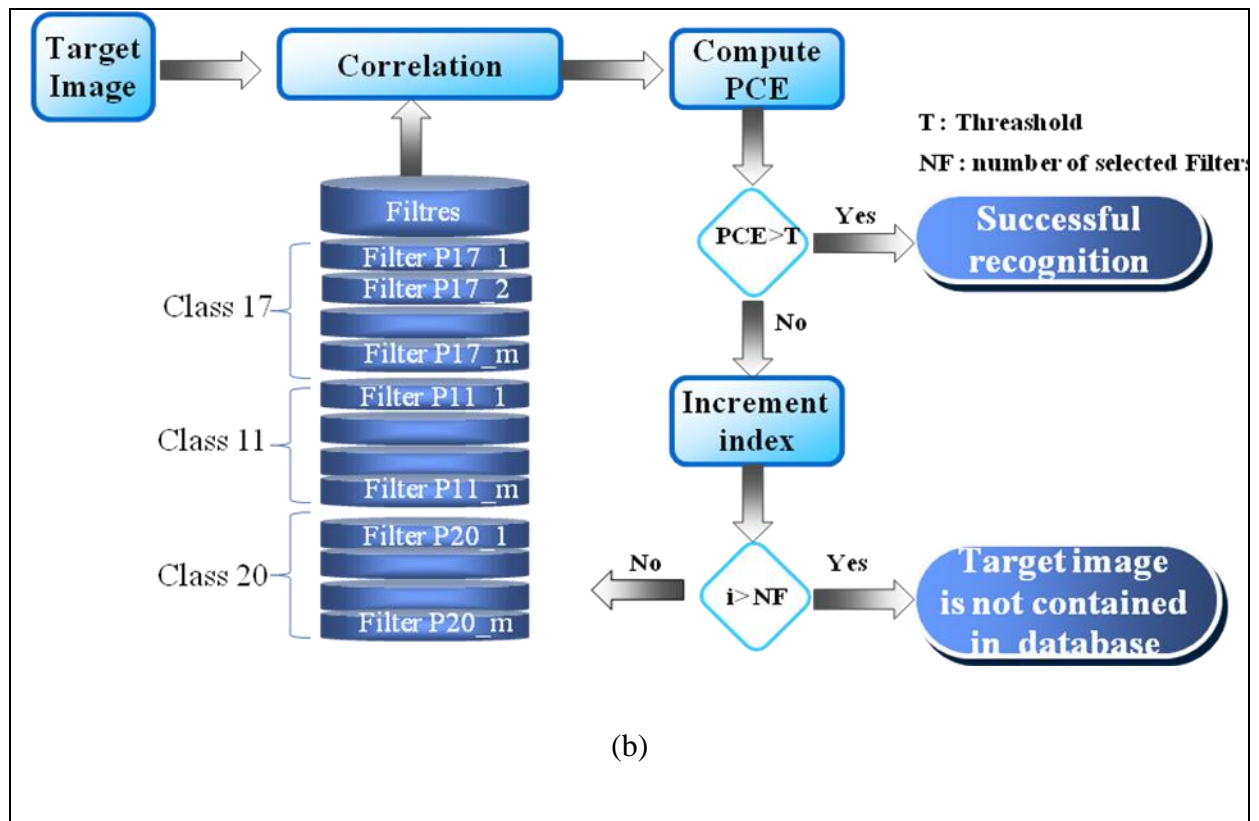 Target
Image
Correlation
Compute
PCE
T : Threashold
NF : number of selected Filters
Filtres
PCE>T
Yes
Successful
recognition
Class 17
Filter P17_1
Filter P17_2
Filter P17_m
No
Class 11
Filter P11_1
Filter P11_m
Increment
index
Class 20
Filter P20_1
Filter P20_m
No
i>NF
Yes
Target image
is not contained
in database
(b)